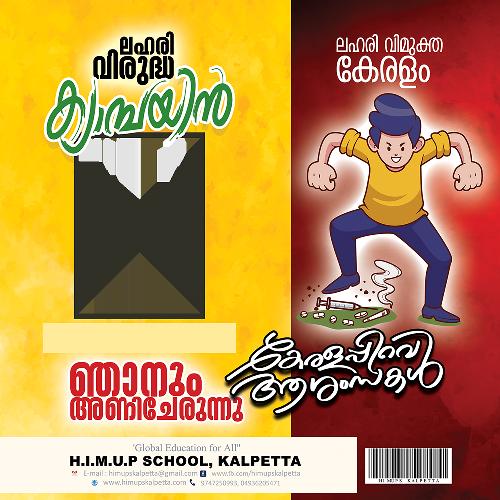 ലഹരി
വിരുദ്ധ
ക്യാമ്പയിൻ
ലഹരി വിമുക്ത
കേരളം
കേരളപ്പിറവി
ആശംസകൾ
ഞാനും
അണിചേരുന്നു
'Global Education for All"
H.I.M.U.P SCHOOL, KALPETTA
E-mail: himupskalpetta@gmail.com www.fb.com/himupskalpetta
www.himupskalpetta.com 9747250993, 04936205471
HIMUPS KALPETTA